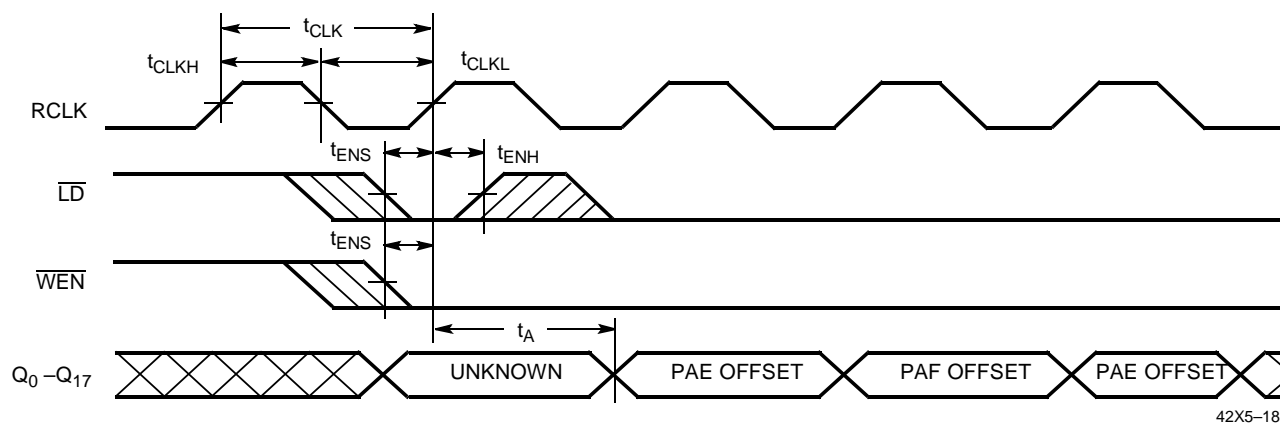 tCLK
tCLKH
tCLKL
RCLK
tENS
tENH
LD
tENS
WEN
tA
Q0 –Q17
UNKNOWN
PAE OFFSET
PAF OFFSET
PAE OFFSET
42X5–18